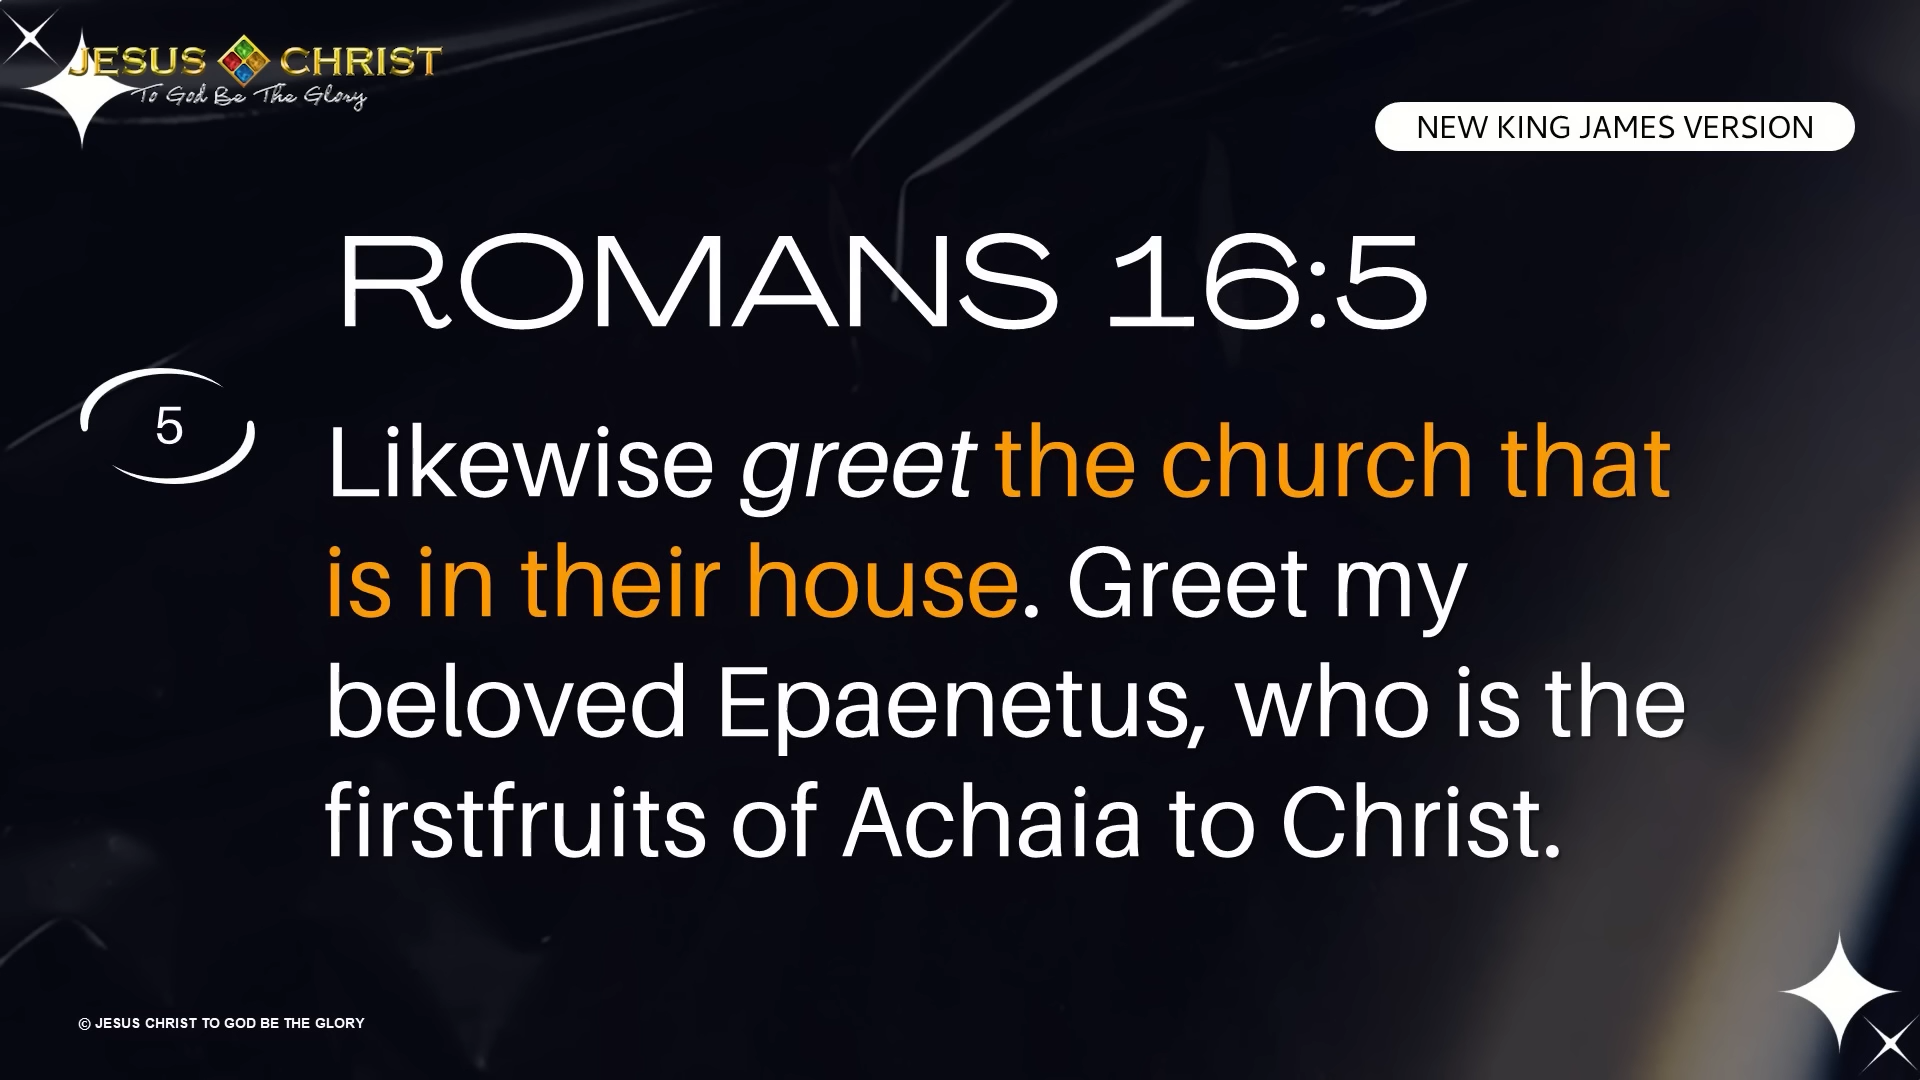 JESUS CHRIST
To God Be The Glory
NEW KING JAMES VERSION
ROMANS 16:5
5
Likewise greet the church that
is in their house. Greet my
beloved Epaenetus, who is the
firstfruits of Achaia to Christ.
© JESUS CHRIST TO GOD BE THE GLORY